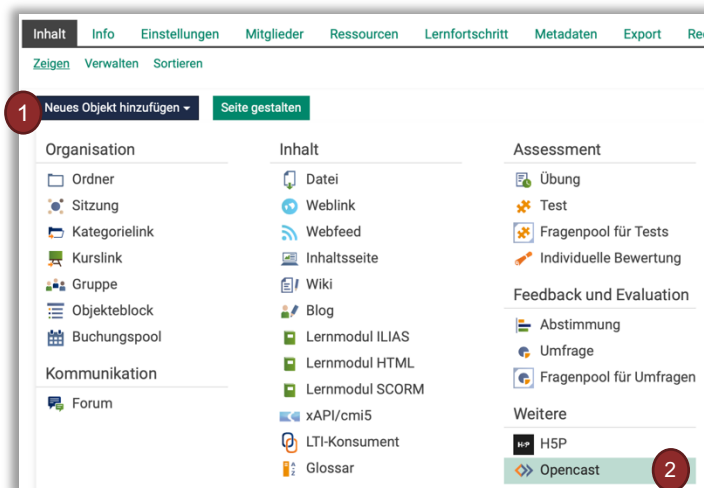 Inhalt Info Einstellungen Mitglieder Ressourcen Lernfortschritt Metadaten Export
Zeigen Verwalten Sortieren
1 Neues Objekt hinzufügen Seite gestalten
Organisation
Ordner
Sitzung
Kategorielink
Kurslink
Gruppe
Objekteblock
Buchungspool
Kommunikation
Forum
Inhalt
Datei
Weblink
Webfeed
Inhaltsseite
Wiki
Blog
Lernmodul ILIAS
Lernmodul HTML
Lernmodul SCORM
xAPI/cmi5
LTI-Konsument
Glossar
Assessment
Übung
Test
Fragenpool für Tests
Individuelle Bewertung
Feedback und Evaluation
Abstimmung
Umfrage
Fragenpool für Umfragen
Weitere
H-P H5P
Opencast 2